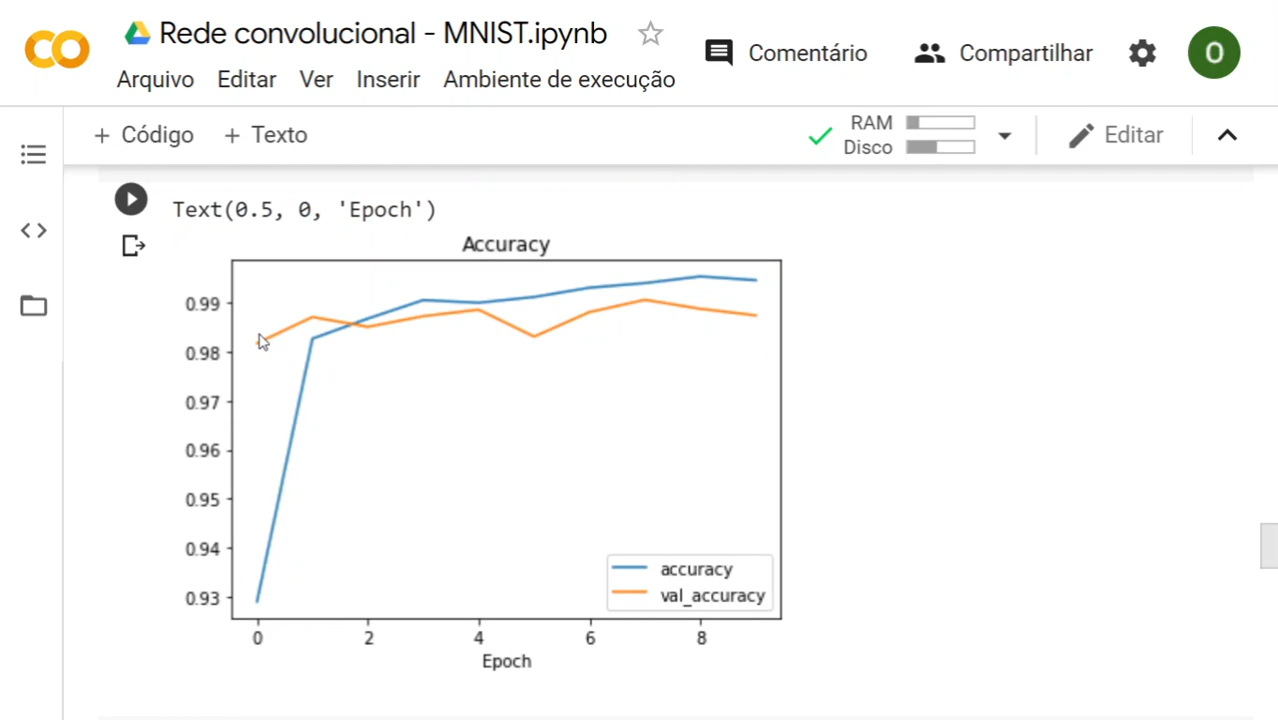 Rede convolucional - MNIST.ipynb
Comentário
Compartilhar
O
Arquivo Editar Ver Inserir Ambiente de execução
+ Código + Texto
RAM
Disco
Editar
Text(0.5, 0, 'Epoch')
Accuracy
0.99
0.98
0.97
0.96
0.95
0.94
0.93
accuracy
val_accuracy
0 2 4 6 8
Epoch